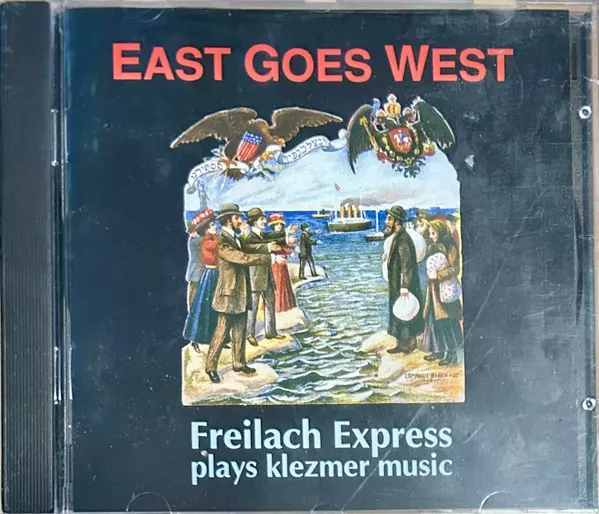 EAST GOES WEST
Freilach Express
plays klezmer music